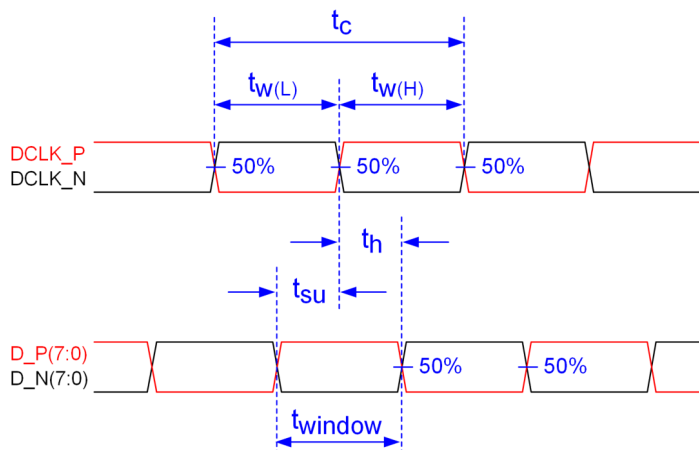 tc
tw(L) tw(H)
DCLK_P
DCLK_N
50% 50% 50%
th
tsu
D_P(7:0)
D_N(7:0)
50% 50%
twindow